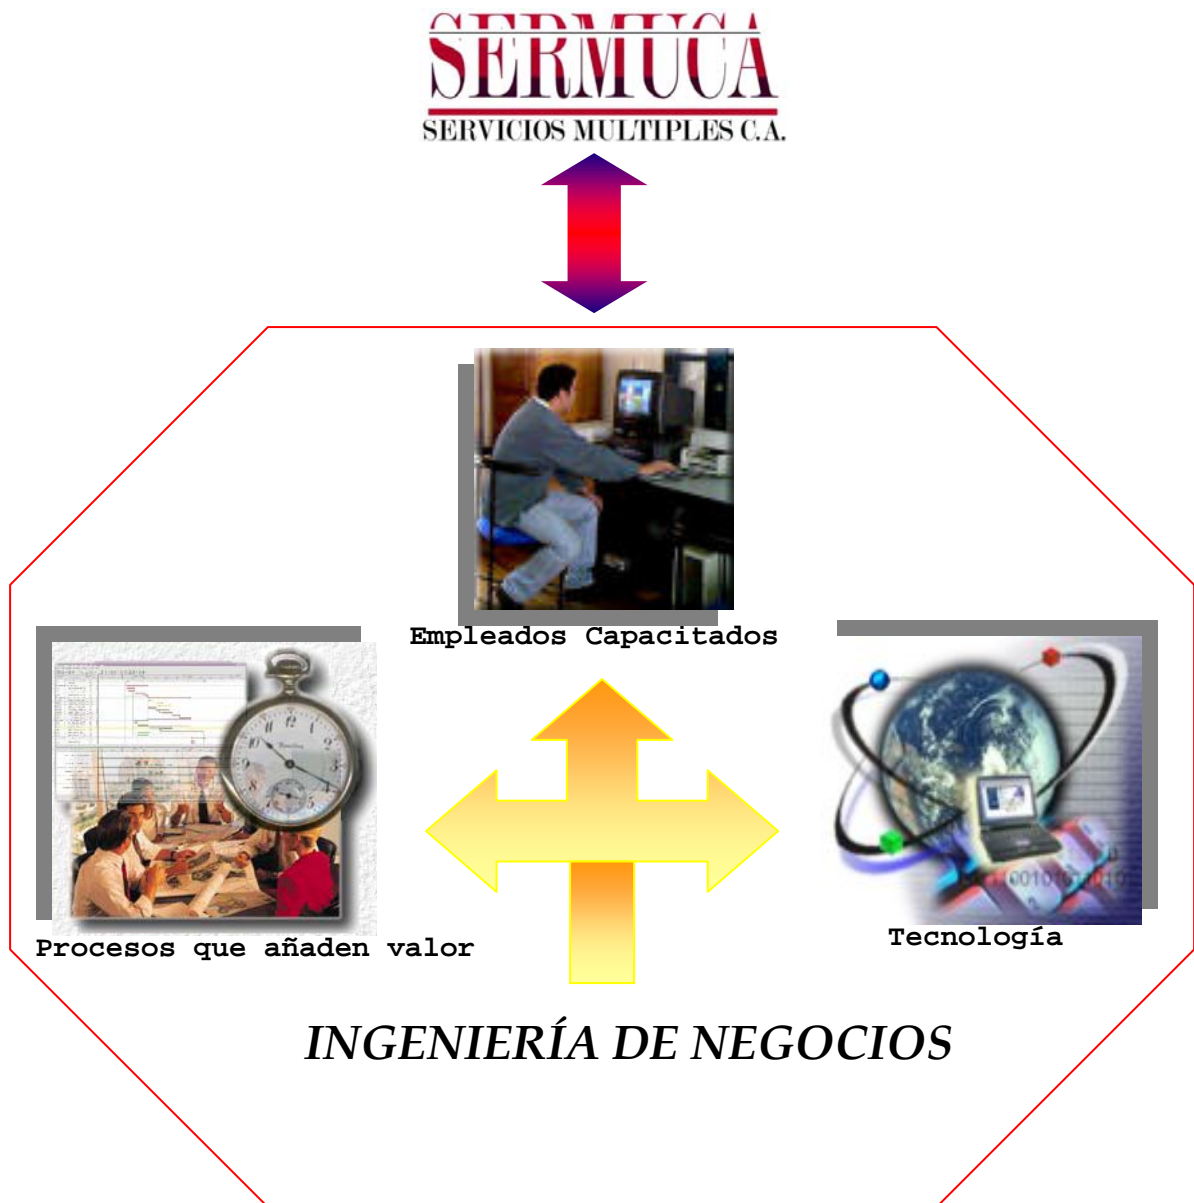 SERMUCA
SERVICIOS MULTIPLES C.A.
Empleados Capacitados
Procesos que añaden valor
Tecnología
INGENIERÍA DE NEGOCIOS